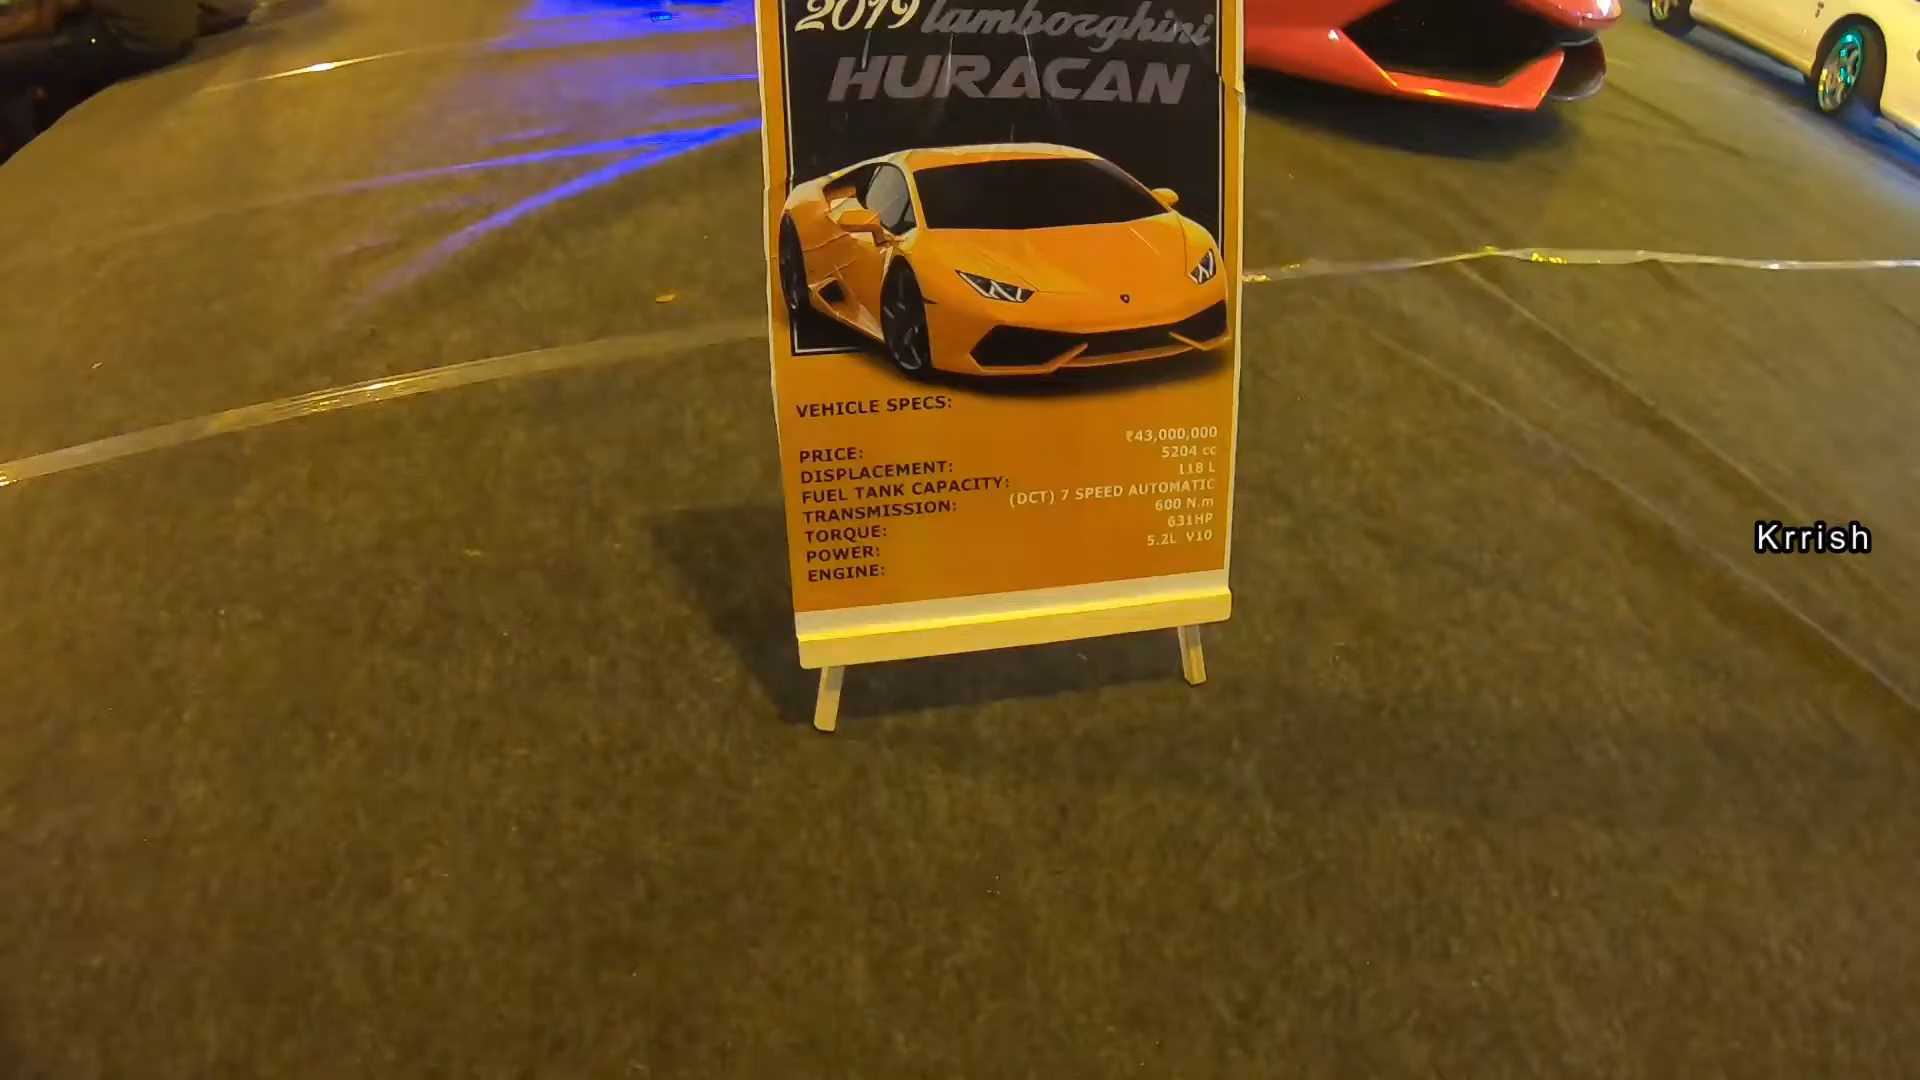 2019 lamborghini
HURACAN
VEHICLE SPECS:
PRICE: ₹43,000,000
DISPLACEMENT: 5204 cc
FUEL TANK CAPACITY: 118 L
TRANSMISSION: (DCT) 7 SPEED AUTOMATIC
TORQUE: 600 N.m
POWER: 631HP
ENGINE: 5.2L V10
Krrish